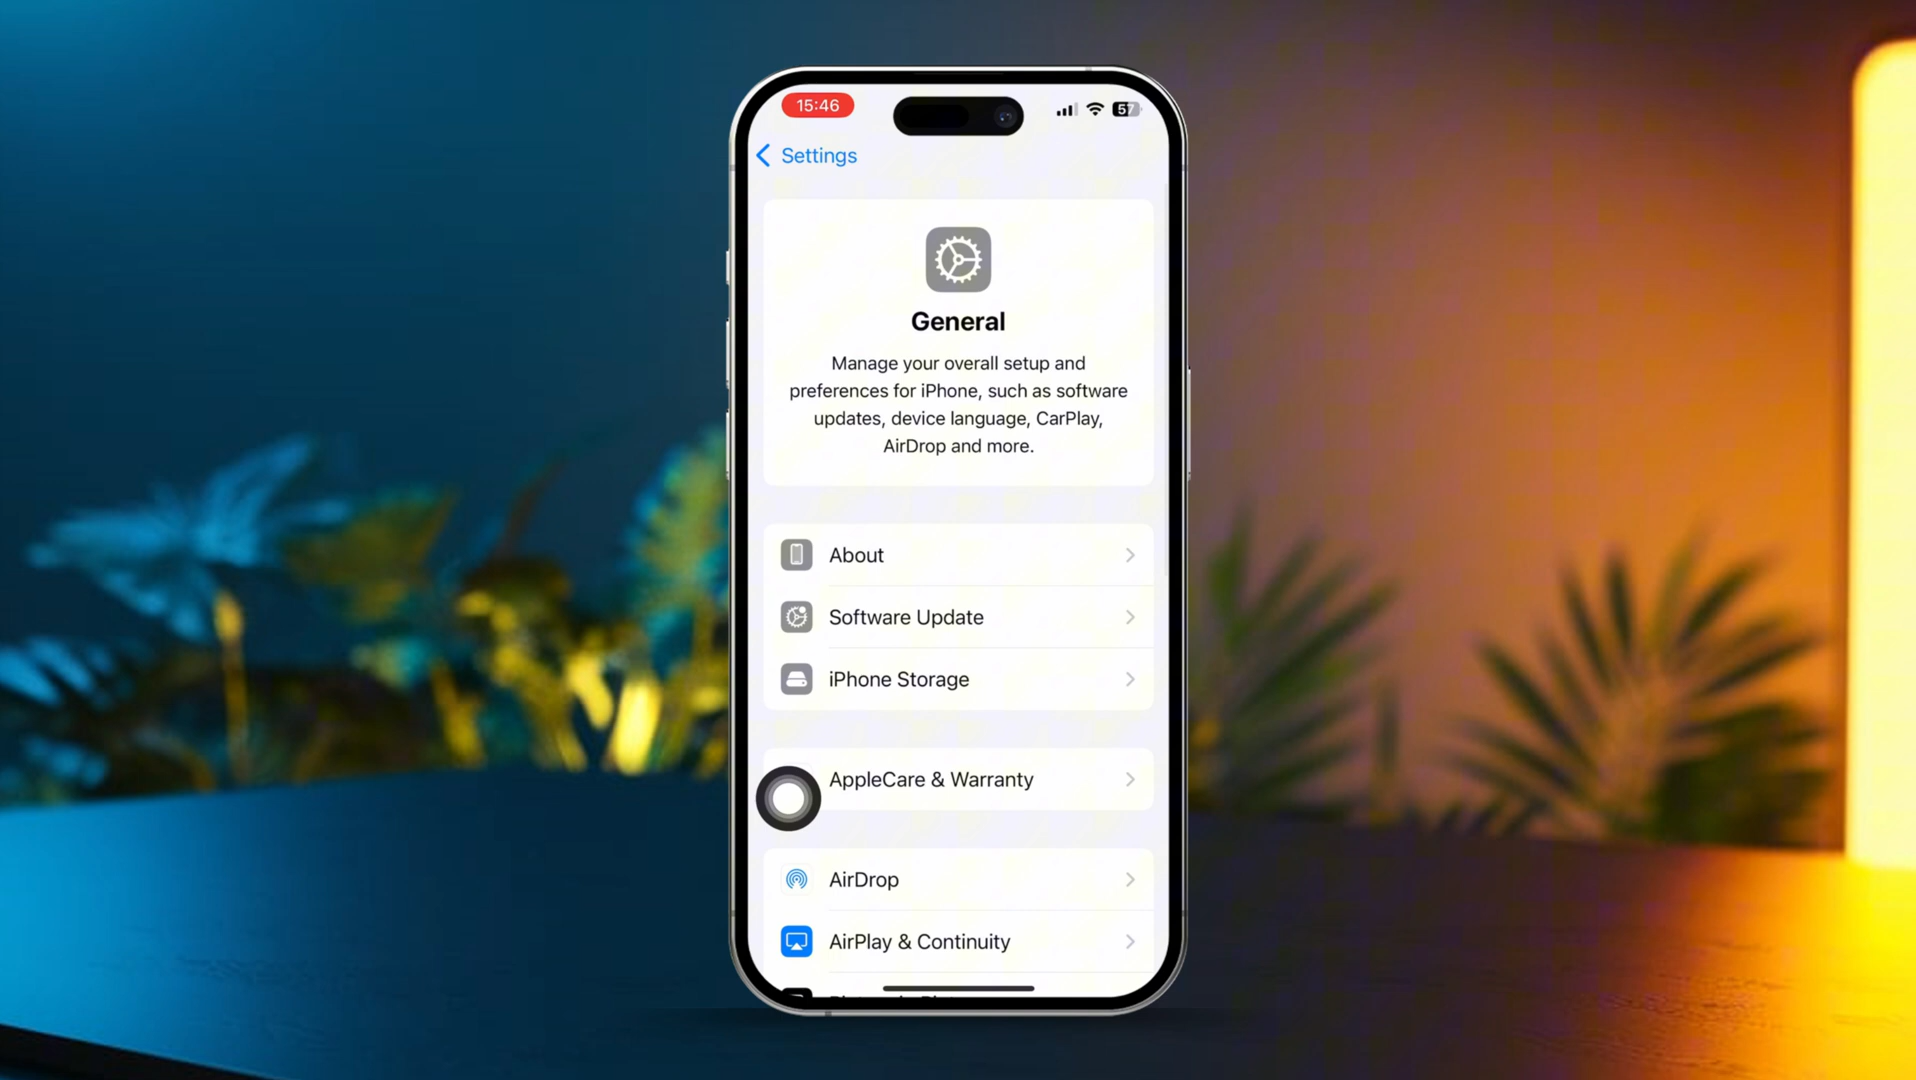 15:46
57
Settings
General
Manage your overall setup and
preferences for iPhone, such as software
updates, device language, CarPlay,
AirDrop and more.
About
Software Update
iPhone Storage
AppleCare & Warranty
AirDrop
AirPlay & Continuity